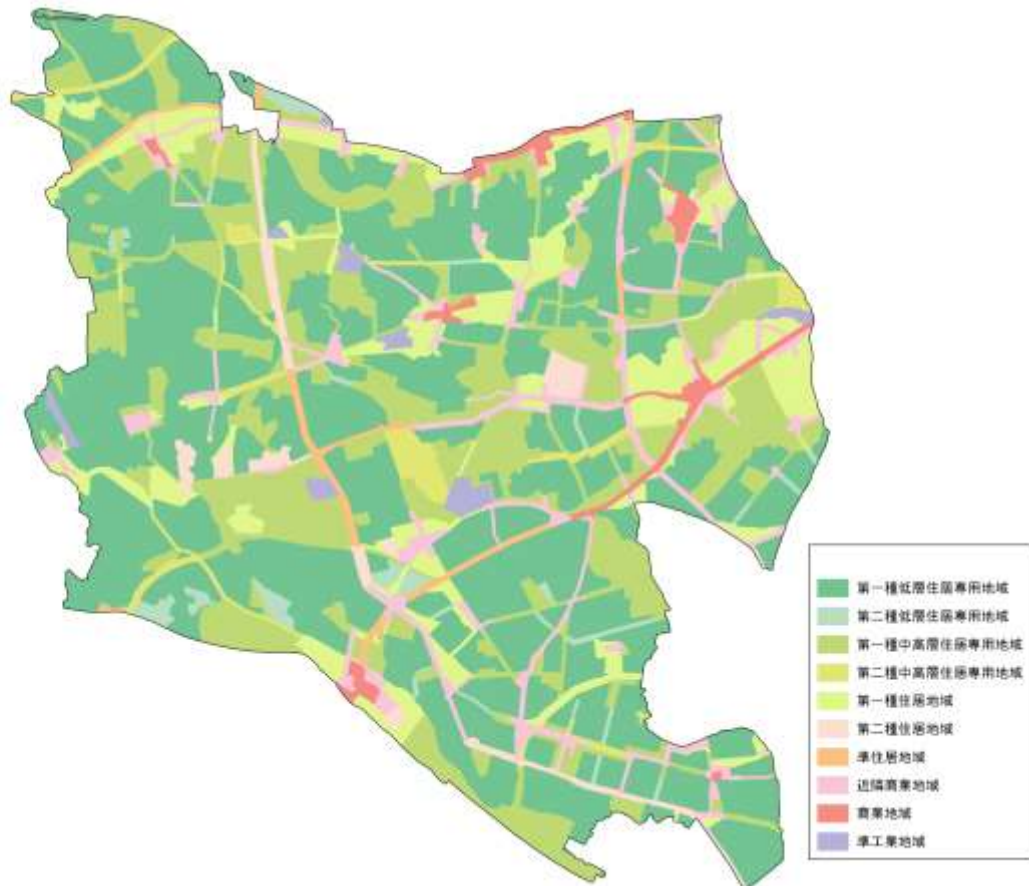 第一種低層住居専用地域
第二種低層住居専用地域
第一種中高層住居専用地域
第二種中高層住居専用地域
第一種住居地域
第二種住居地域
準住居地域
近隣商業地域
商業地域
準工業地域